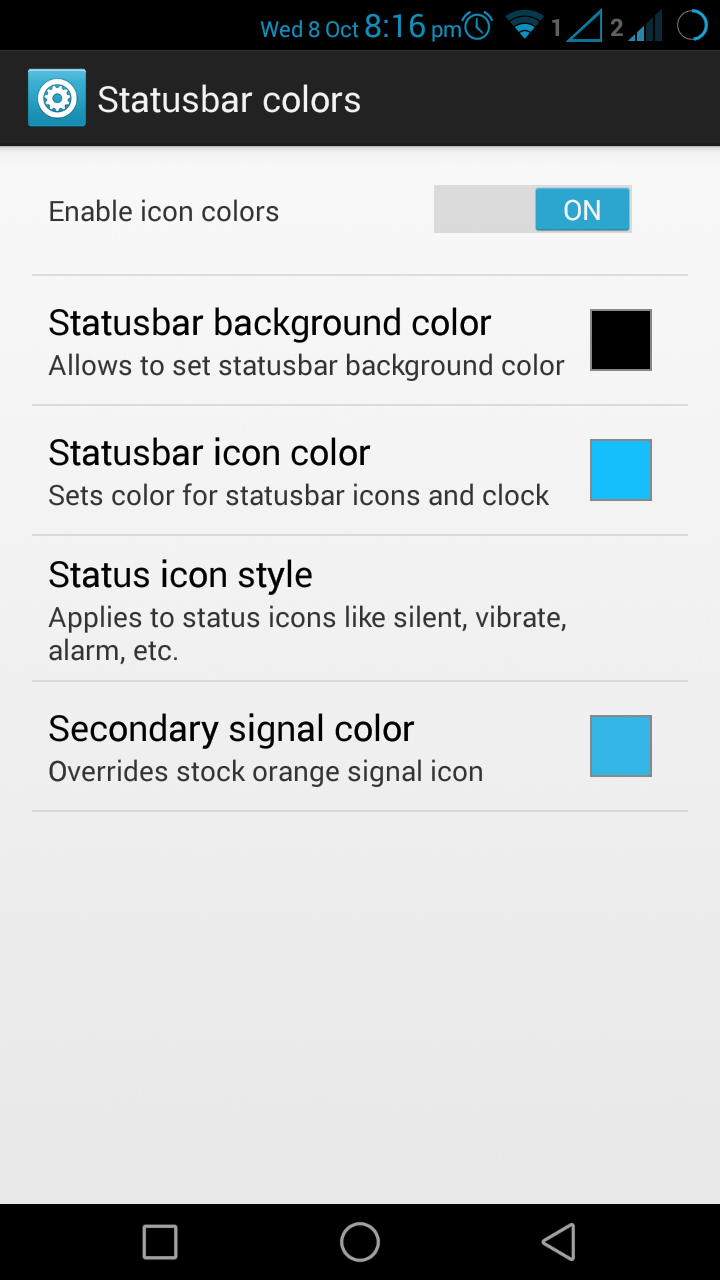 Wed 8 Oct 8:16 pm 1 2
Statusbar colors
Enable icon colors ON
Statusbar background color
Allows to set statusbar background color
Statusbar icon color
Sets color for statusbar icons and clock
Status icon style
Applies to status icons like silent, vibrate,
alarm, etc.
Secondary signal color
Overrides stock orange signal icon